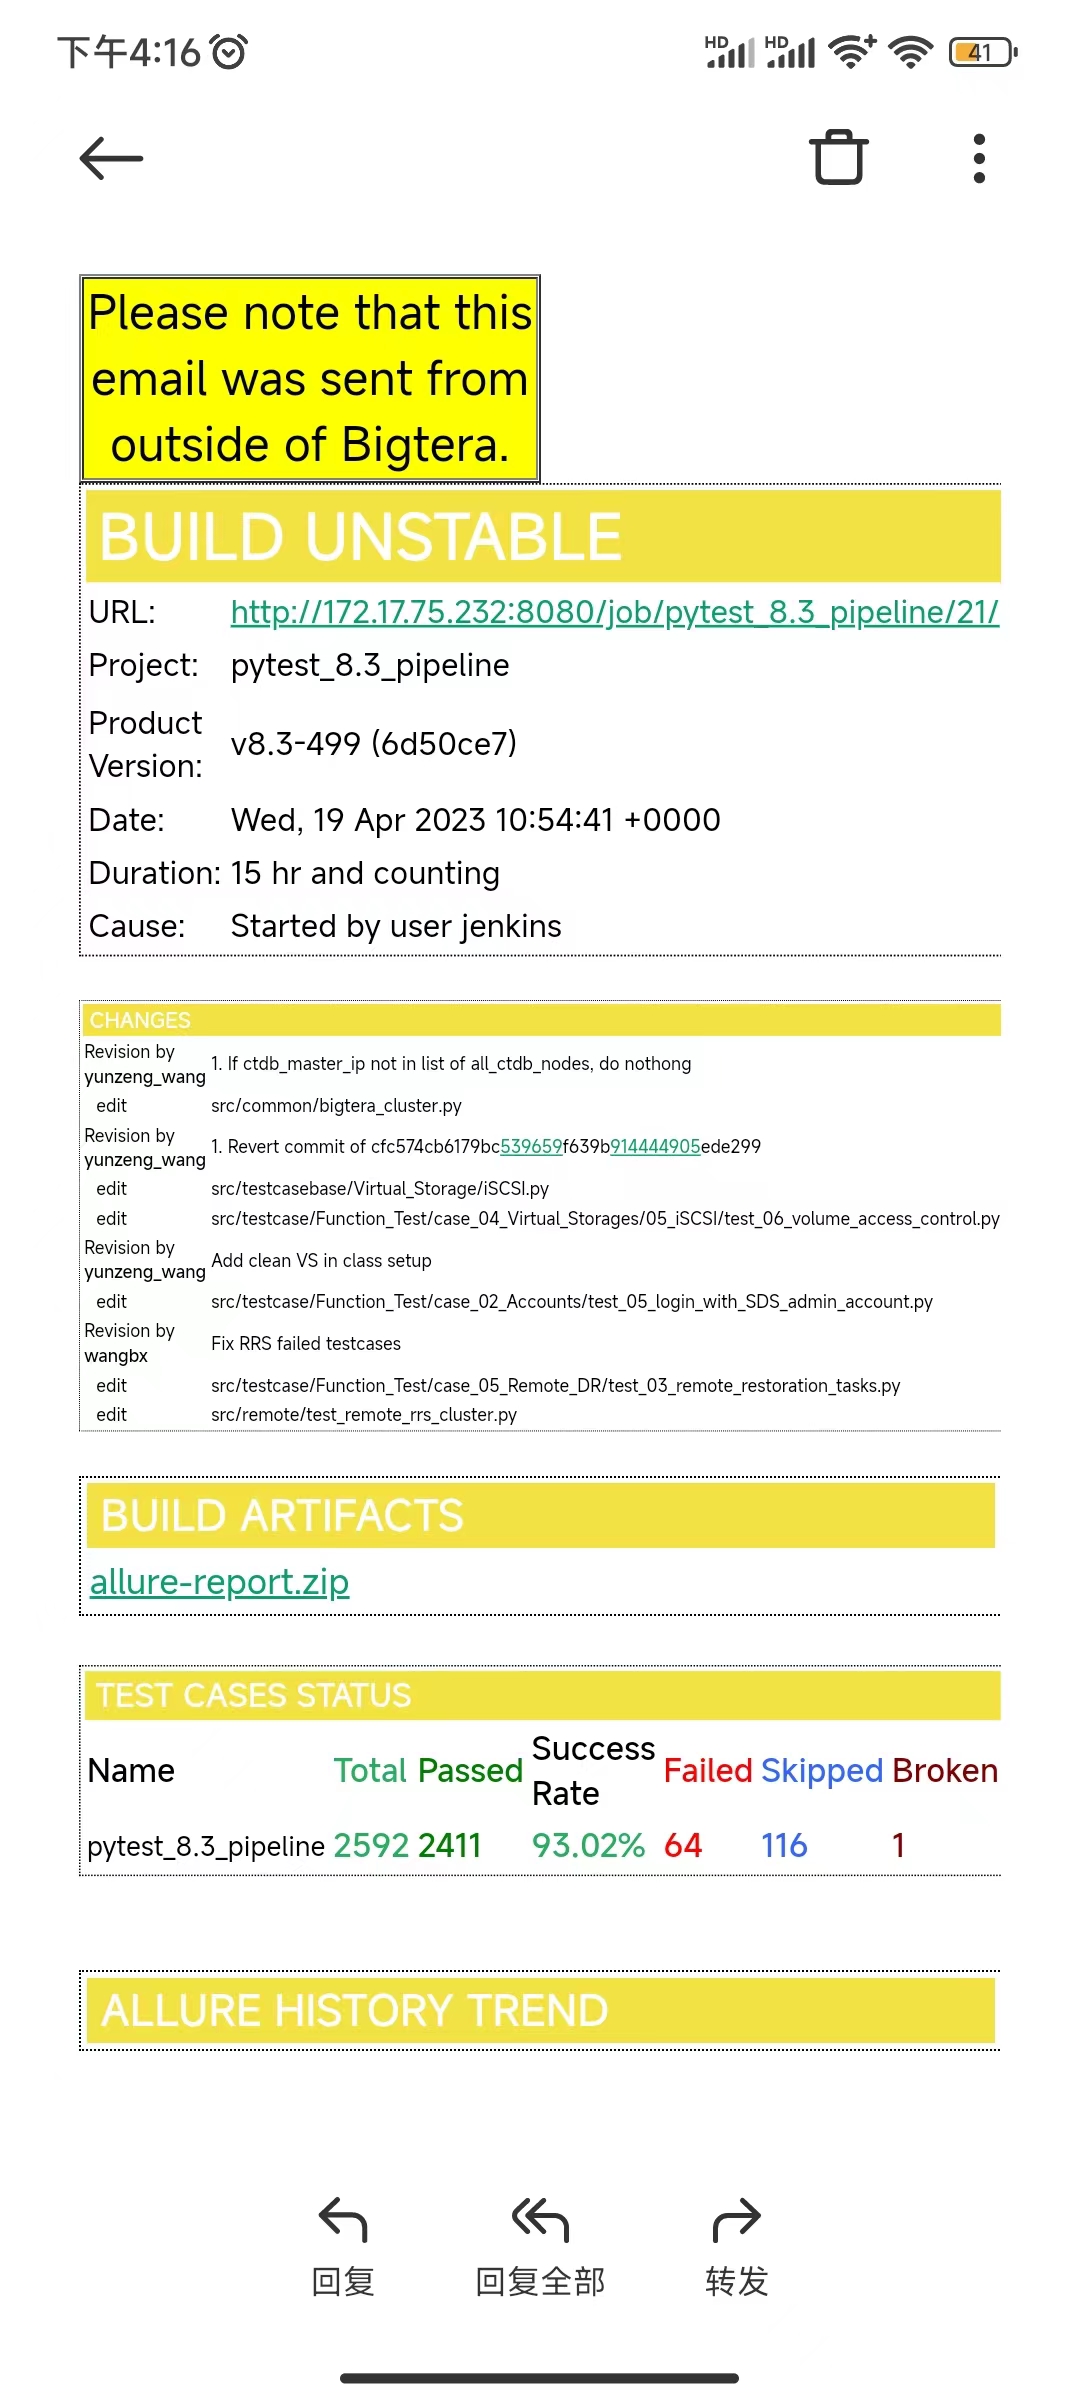 下午4:16
HD HD 41
Please note that this
email was sent from
outside of Bigtera.
BUILD UNSTABLE
URL: http://172.17.75.232:8080/job/pytest_8.3_pipeline/21/
Project: pytest_8.3_pipeline
Product
Version: v8.3-499 (6d50ce7)
Date: Wed, 19 Apr 2023 10:54:41 +0000
Duration: 15 hr and counting
Cause: Started by user jenkins
CHANGES
Revision by
yunzeng_wang 1. If ctdb_master_ip not in list of all_ctdb_nodes, do nothong
edit src/common/bigtera_cluster.py
Revision by
yunzeng_wang 1. Revert commit of cfc574cb6179bc539659f639b914444905ede299
edit src/testcasebase/Virtual_Storage/iSCSI.py
edit src/testcase/Function_Test/case_04_Virtual_Storages/05_iSCSI/test_06_volume_access_control.py
Revision by
yunzeng_wang Add clean VS in class setup
edit src/testcase/Function_Test/case_02_Accounts/test_05_login_with_SDS_admin_account.py
Revision by
wangbx Fix RRS failed testcases
edit src/testcase/Function_Test/case_05_Remote_DR/test_03_remote_restoration_tasks.py
edit src/remote/test_remote_rrs_cluster.py
BUILD ARTIFACTS
allure-report.zip
TEST CASES STATUS
Name Total Passed Success Rate Failed Skipped Broken
pytest_8.3_pipeline 2592 2411 93.02% 64 116 1
ALLURE HISTORY TREND
回复 回复全部 转发